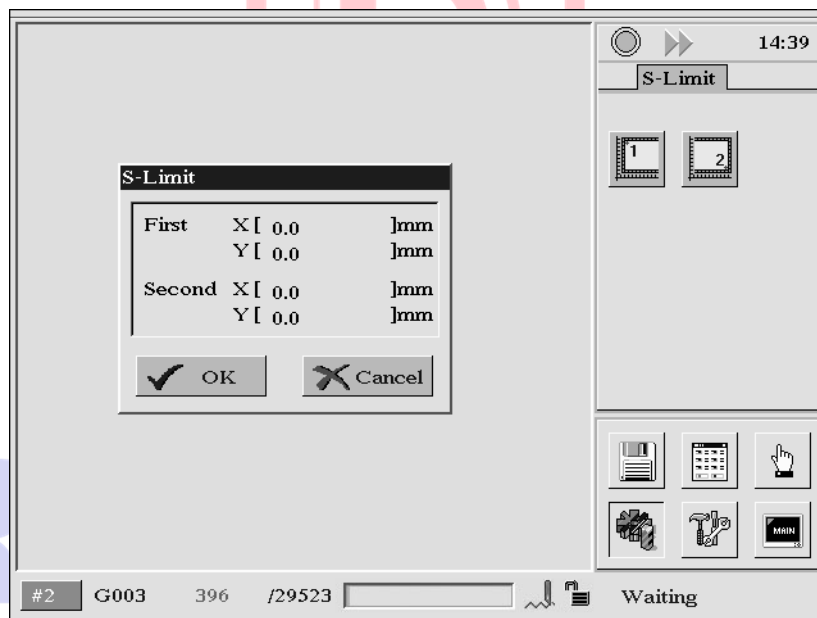 14:39
S-Limit
1
2
S-Limit
First X [ 0.0 ]mm
Y [ 0.0 ]mm
Second X [ 0.0 ]mm
Y [ 0.0 ]mm
OK
Cancel
MAIN
#2 G003 396 /29523 Waiting